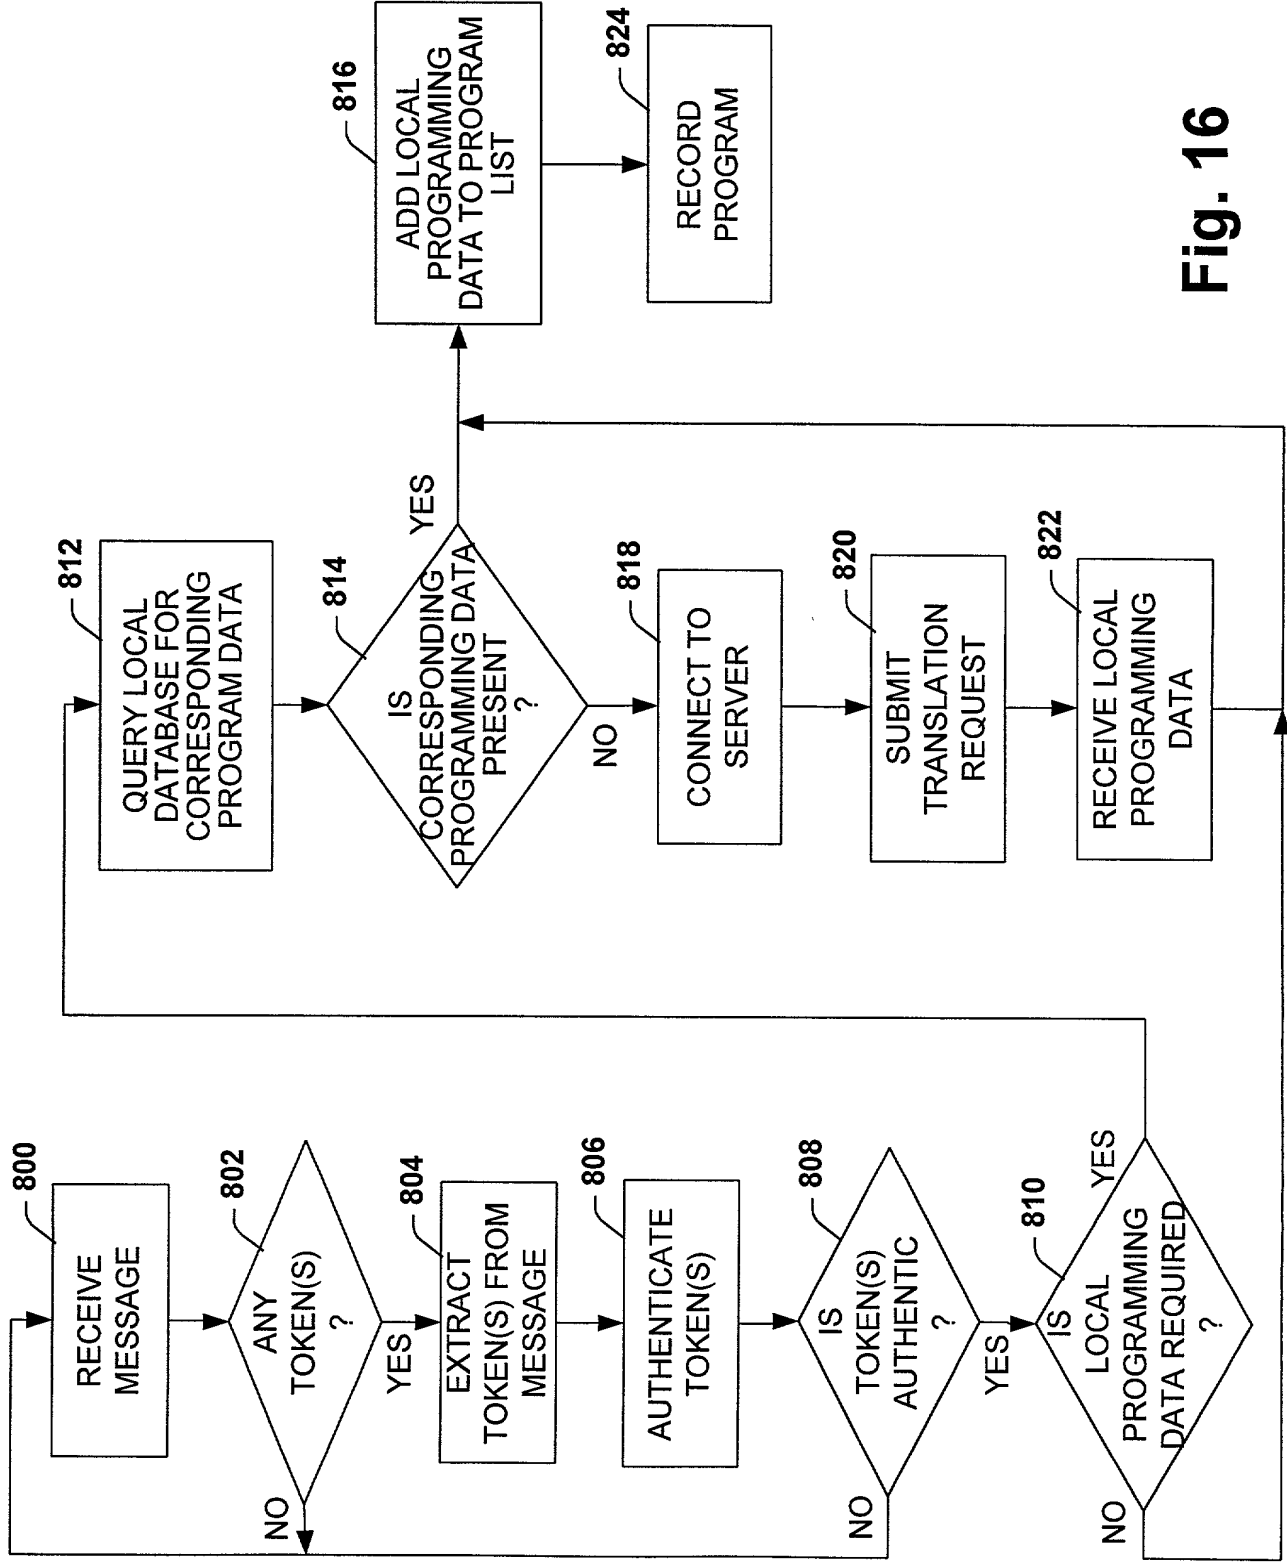 800
RECEIVE
MESSAGE
802
ANY
TOKEN(S)
?
NO
YES
804
EXTRACT
TOKEN(S) FROM
MESSAGE
806
AUTHENTICATE
TOKEN(S)
808
IS
TOKEN(S)
AUTHENTIC
?
NO
YES
810
IS
LOCAL
PROGRAMMING
DATA REQUIRED
?
NO
YES
812
QUERY LOCAL
DATABASE FOR
CORRESPONDING
PROGRAM DATA
814
IS
CORRESPONDING
PROGRAMMING DATA
PRESENT
?
YES
NO
818
CONNECT TO
SERVER
820
SUBMIT
TRANSLATION
REQUEST
822
RECEIVE LOCAL
PROGRAMMING
DATA
816
ADD LOCAL
PROGRAMMING
DATA TO PROGRAM
LIST
824
RECORD
PROGRAM
Fig. 16